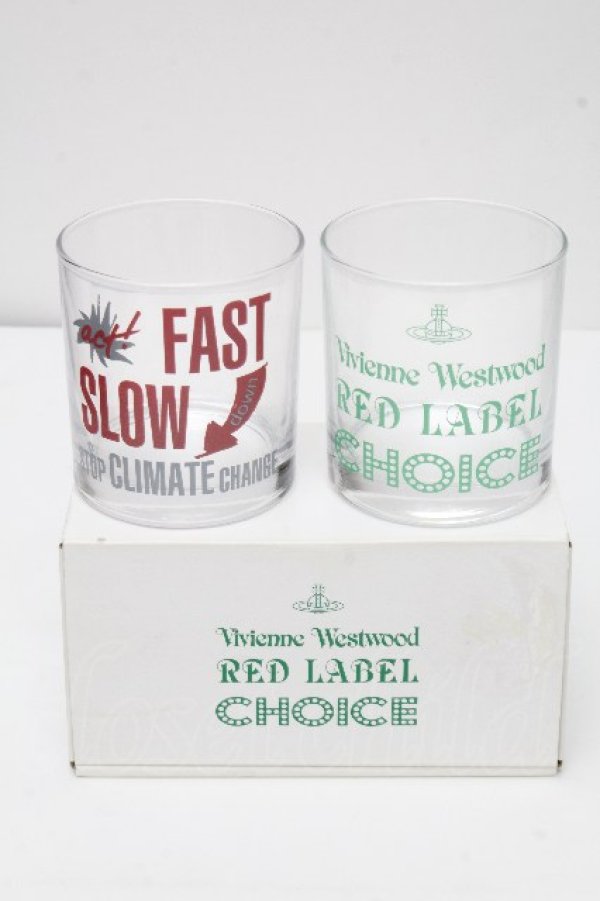 act! FAST
SLOW
down
STOP CLIMATE CHANGE
Vivienne Westwood
RED LABEL
CHOICE
Vivienne Westwood
RED LABEL
CHOICE